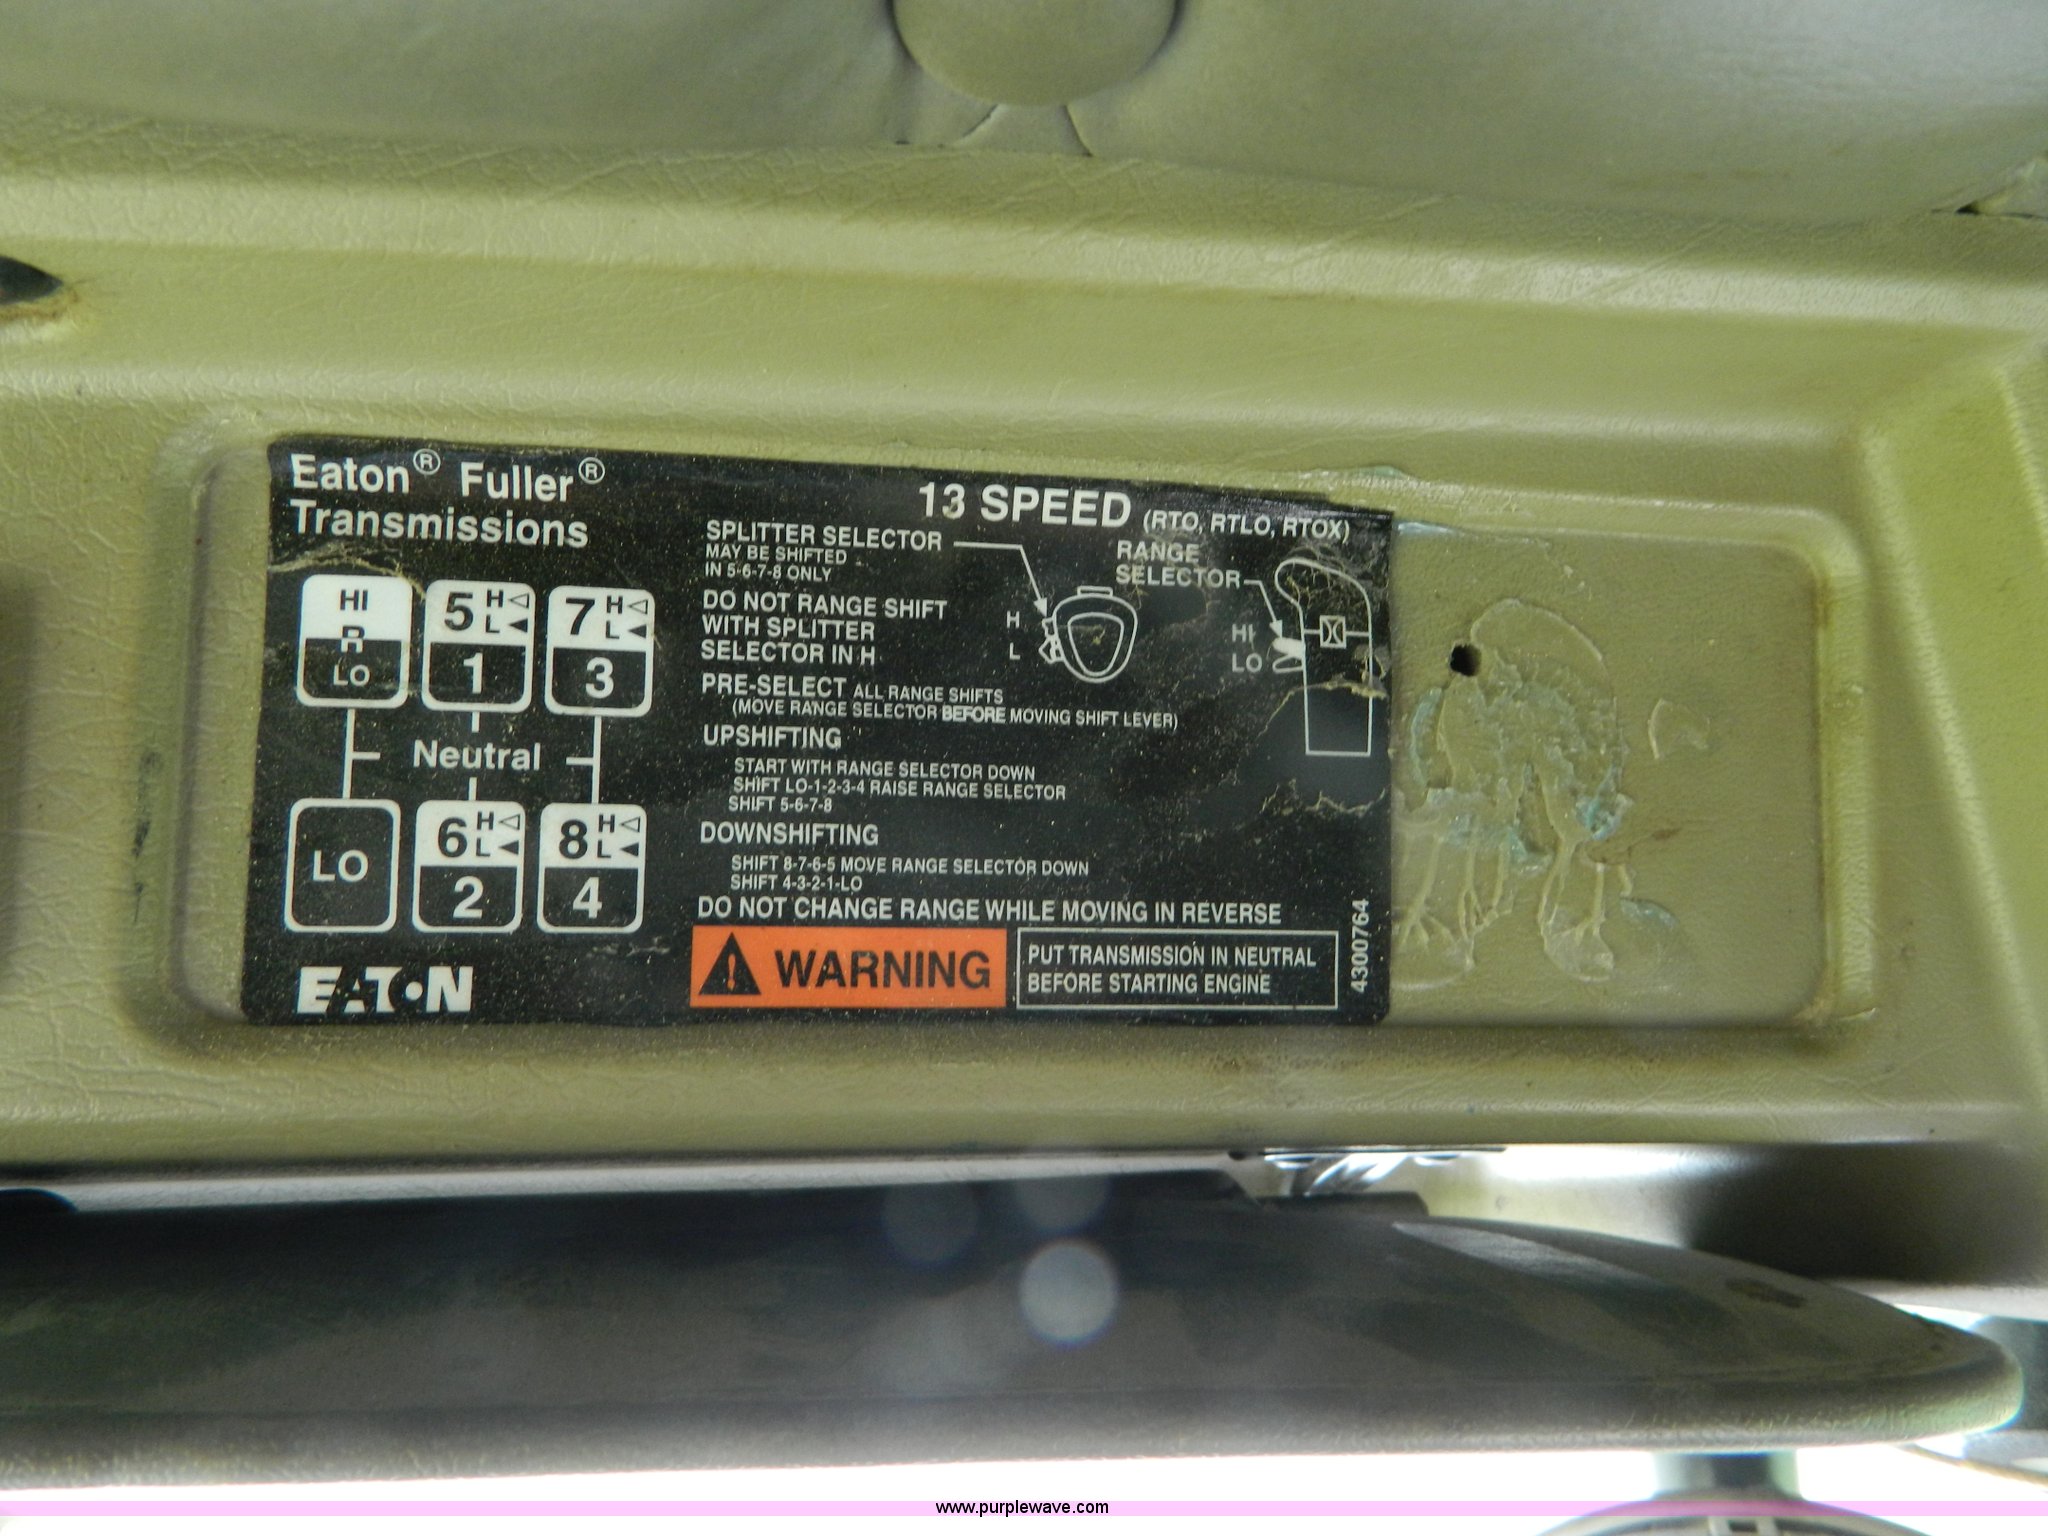 Eaton® Fuller®
Transmissions
HI
R
LO
5 H
L
1
7 H
L
3
Neutral
LO
6 H
L
2
8 H
L
4
EATON
13 SPEED (RTO, RTLO, RTOX)
SPLITTER SELECTOR
MAY BE SHIFTED
IN 5-6-7-8 ONLY
H
L
RANGE
SELECTOR
HI
LO
DO NOT RANGE SHIFT
WITH SPLITTER
SELECTOR IN H
PRE-SELECT ALL RANGE SHIFTS
(MOVE RANGE SELECTOR BEFORE MOVING SHIFT LEVER)
UPSHIFTING
START WITH RANGE SELECTOR DOWN
SHIFT LO-1-2-3-4 RAISE RANGE SELECTOR
SHIFT 5-6-7-8
DOWNSHIFTING
SHIFT 8-7-6-5 MOVE RANGE SELECTOR DOWN
SHIFT 4-3-2-1-LO
DO NOT CHANGE RANGE WHILE MOVING IN REVERSE
WARNING
PUT TRANSMISSION IN NEUTRAL
BEFORE STARTING ENGINE
4300764
www.purplewave.com